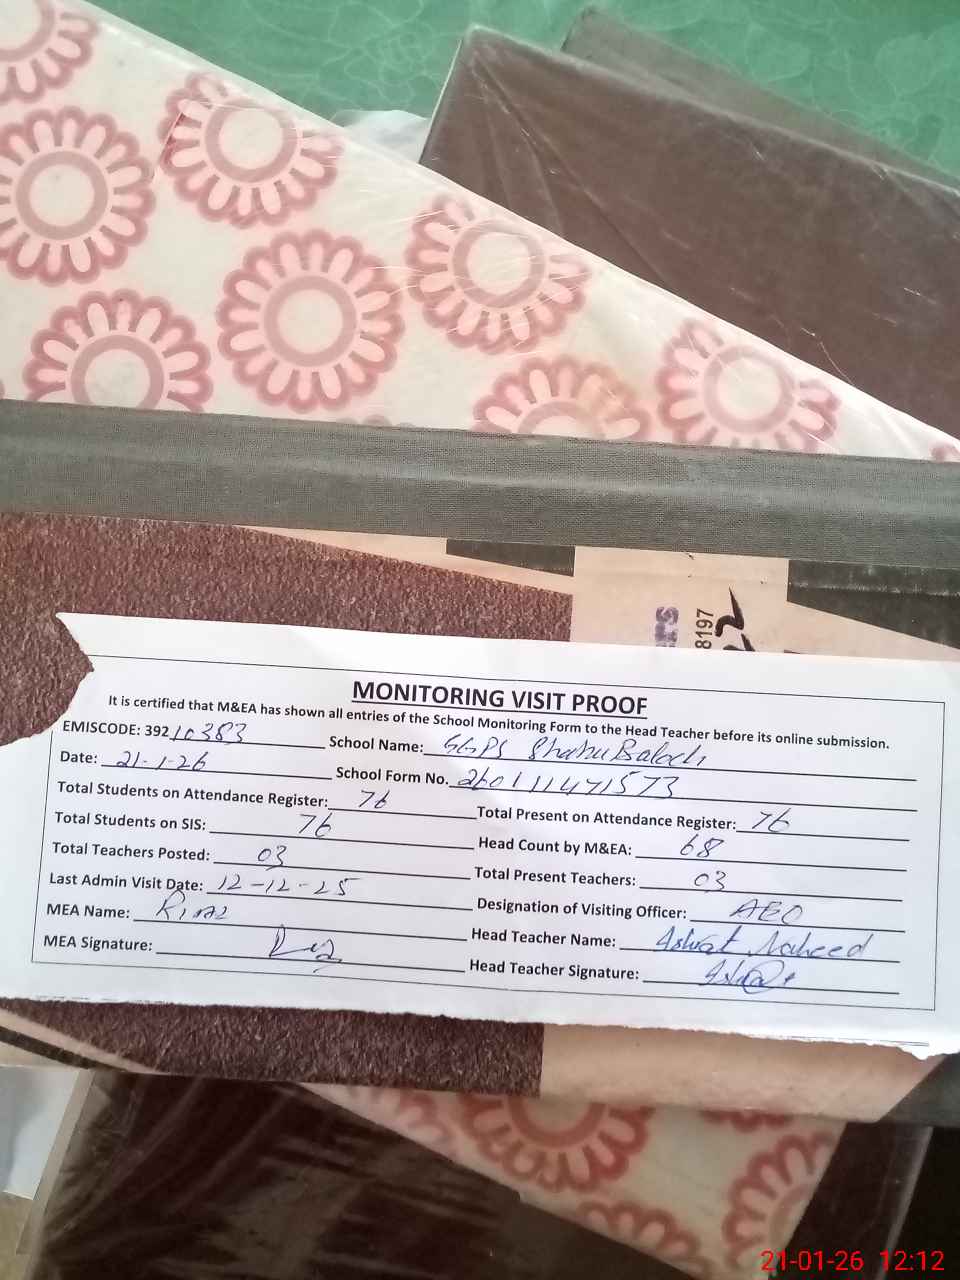 ers
8197
MONITORING VISIT PROOF
It is certified that M&EA has shown all entries of the School Monitoring Form to the Head Teacher before its online submission.
EMISCODE: 39210383 School Name: GGPS Shahu Baloch
Date: 21-1-26 School Form No. 260111471573
Total Students on Attendance Register: 76 Total Present on Attendance Register: 76
Total Students on SIS: 76 Head Count by M&EA: 68
Total Teachers Posted: 03 Total Present Teachers: 03
Last Admin Visit Date: 12-12-25 Designation of Visiting Officer: AEO
MEA Name: Riaz Head Teacher Name: Ishrat Naheed
MEA Signature: Head Teacher Signature:
21-01-26 12:12